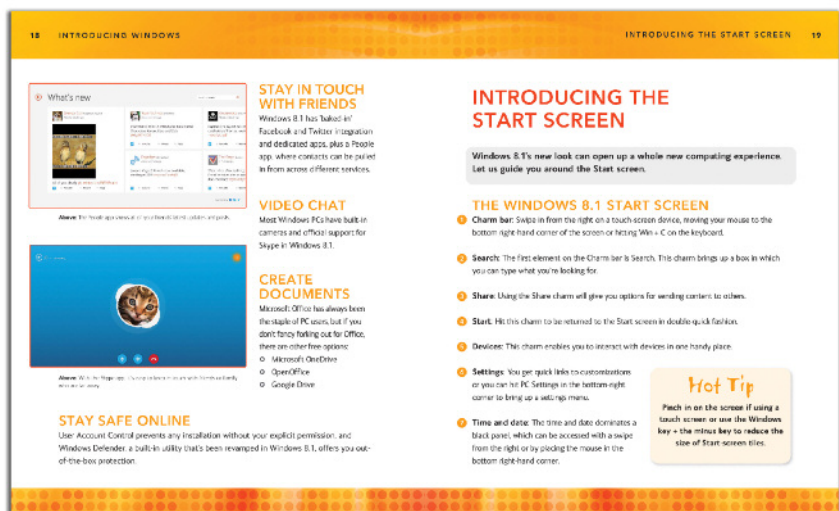 18 INTRODUCING WINDOWS
What's new
Above: The People app shows all of your friends' latest updates and posts.
STAY IN TOUCH
WITH FRIENDS
Windows 8.1 has 'baked-in'
Facebook and Twitter integration
and dedicated apps, plus a People
app, where contacts can be pulled
in from across different services.
VIDEO CHAT
Most Windows PCs have built-in
cameras and official support for
Skype in Windows 8.1.
CREATE
DOCUMENTS
Microsoft Office has always been
the staple of PC users, but if you
don't fancy forking out for Office,
there are other free options:
Microsoft OneDrive
OpenOffice
Google Drive
Above:
STAY SAFE ONLINE
User Account Control prevents any installation without your explicit permission, and
Windows Defender, a built-in utility that's been revamped in Windows 8.1, offers you out-
of-the-box protection.
INTRODUCING THE START SCREEN 19
INTRODUCING THE
START SCREEN
Windows 8.1's new look can open up a whole new computing experience.
Let us guide you around the Start screen.
THE WINDOWS 8.1 START SCREEN
1 Charm bar: Swipe in from the right on a touch-screen device, moving your mouse to the
bottom right-hand corner of the screen or hitting Win + C on the keyboard.
2 Search: The first element on the Charm bar is Search. This charm brings up a box in which
you can type what you're looking for.
3 Share: Using the Share charm will give you options for sending content to others.
4 Start: Hit this charm to be returned to the Start screen in double-quick fashion.
5 Devices: This charm enables you to interact with devices in one handy place.
6 Settings: You get quick links to customizations
or you can hit PC Settings in the bottom-right
corner to bring up a settings menu.
7 Time and date: The time and date dominates a
black panel, which can be accessed with a swipe
from the right or by placing the mouse in the
bottom right-hand corner.
Hot Tip
Pinch in on the screen if using a
touch screen or use the Windows
key + the minus key to reduce the
size of Start-screen tiles.